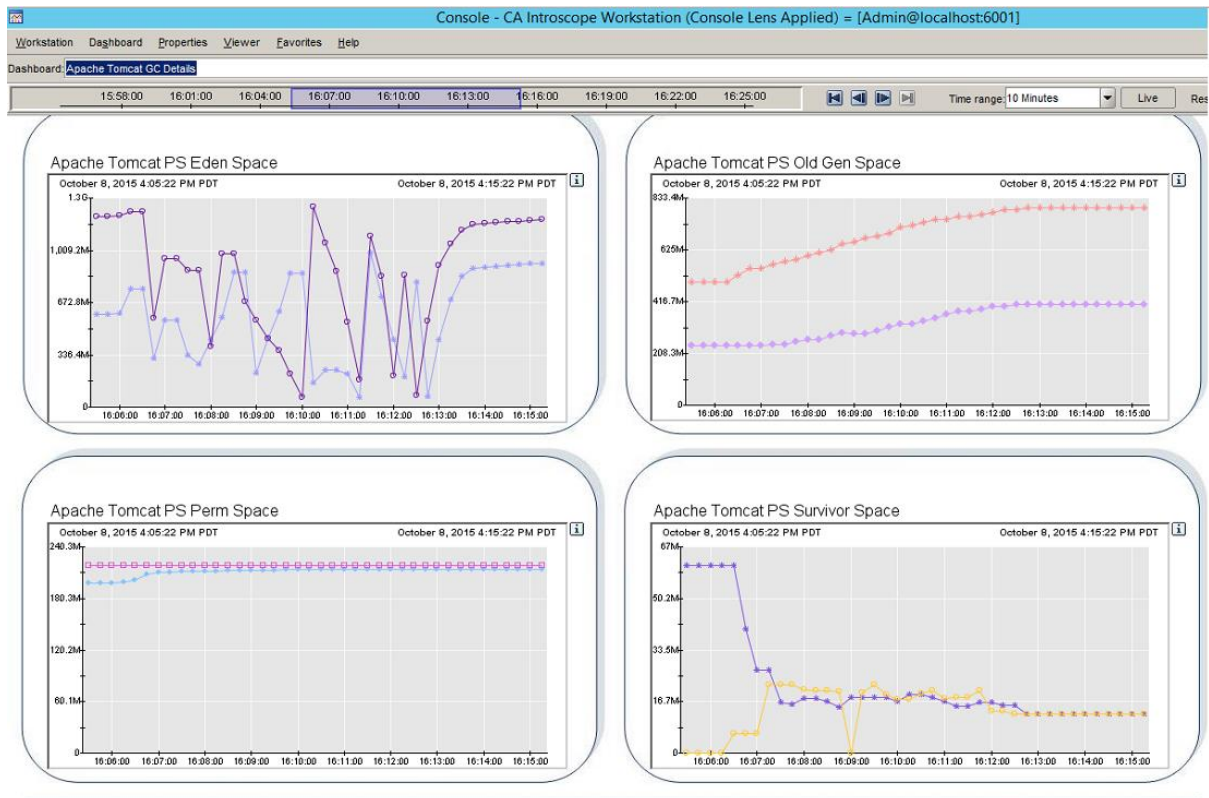 Console - CA Introscope Workstation (Console Lens Applied) = [Admin@localhost:6001]
Workstation Dashboard Properties Viewer Favorites Help
Dashboard: Apache Tomcat GC Details
15:58:00 16:01:00 16:04:00 16:07:00 16:10:00 16:13:00 16:16:00 16:19:00 16:22:00 16:25:00 Time range: 10 Minutes Live Res
Apache Tomcat PS Eden Space
October 8, 2015 4:05:22 PM PDT October 8, 2015 4:15:22 PM PDT
1.3G
1,009.2M
672.8M
336.4M
0
16:06:00 16:07:00 16:08:00 16:09:00 16:10:00 16:11:00 16:12:00 16:13:00 16:14:00 16:15:00
Apache Tomcat PS Old Gen Space
October 8, 2015 4:05:22 PM PDT October 8, 2015 4:15:22 PM PDT
833.4M
625M
416.7M
208.3M
0
16:06:00 16:07:00 16:08:00 16:09:00 16:10:00 16:11:00 16:12:00 16:13:00 16:14:00 16:15:00
Apache Tomcat PS Perm Space
October 8, 2015 4:05:22 PM PDT October 8, 2015 4:15:22 PM PDT
240.3M
180.3M
120.2M
60.1M
0
16:06:00 16:07:00 16:08:00 16:09:00 16:10:00 16:11:00 16:12:00 16:13:00 16:14:00 16:15:00
Apache Tomcat PS Survivor Space
October 8, 2015 4:05:22 PM PDT October 8, 2015 4:15:22 PM PDT
67M
50.2M
33.5M
16.7M
0
16:06:00 16:07:00 16:08:00 16:09:00 16:10:00 16:11:00 16:12:00 16:13:00 16:14:00 16:15:00